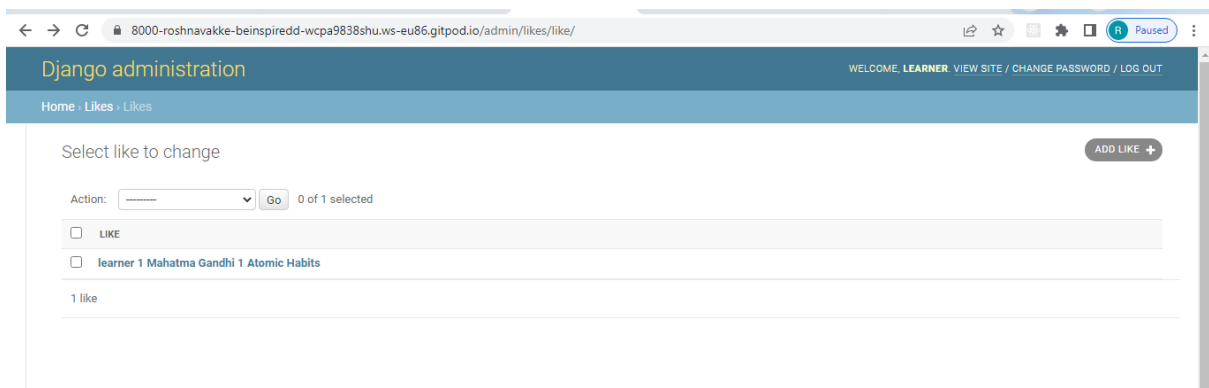 8000-roshnavakke-beinspiredd-wcpa9838shu.ws-eu86.gitpod.io/admin/likes/like/
R Paused
Django administration
WELCOME, LEARNER. VIEW SITE / CHANGE PASSWORD / LOG OUT
Home › Likes › Likes
Select like to change
ADD LIKE +
Action: --------- Go 0 of 1 selected
LIKE
learner 1 Mahatma Gandhi 1 Atomic Habits
1 like